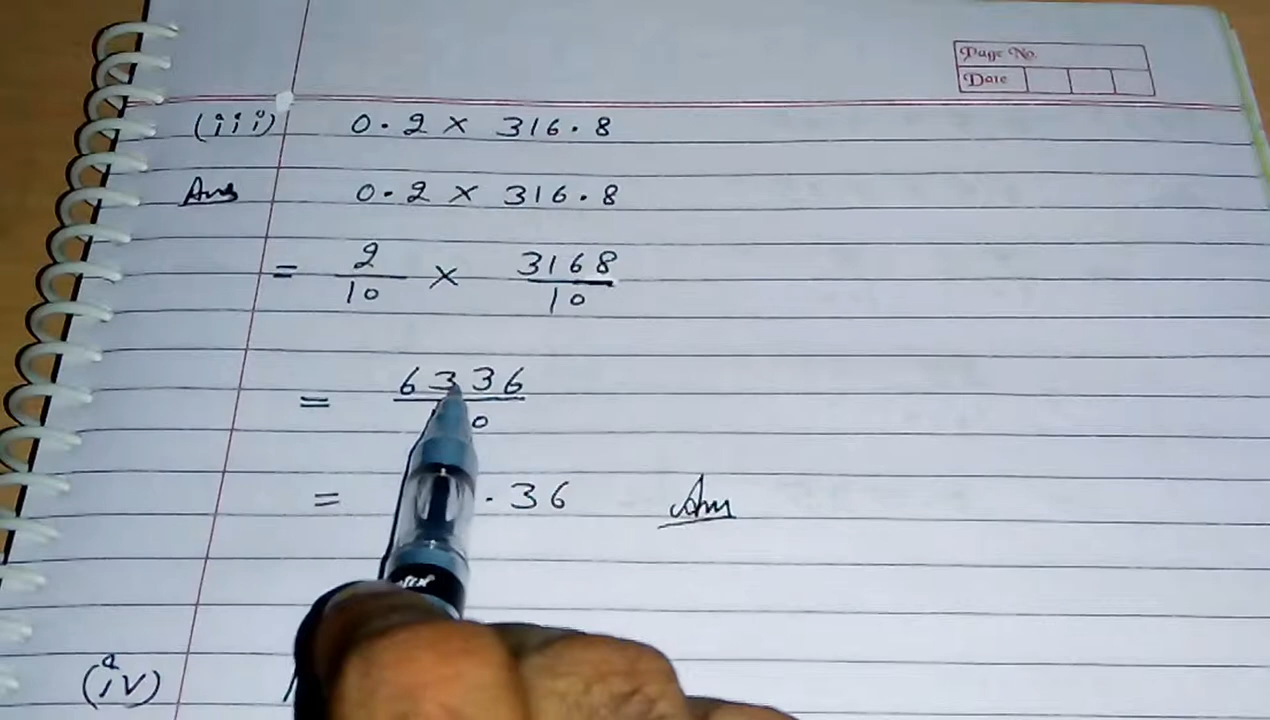 Page No.
Date
(iii) 0.2 × 316.8
Ans 0.2 × 316.8
= 2/10 × 3168/10
= 6336
0
= .36 Ans
(iv)